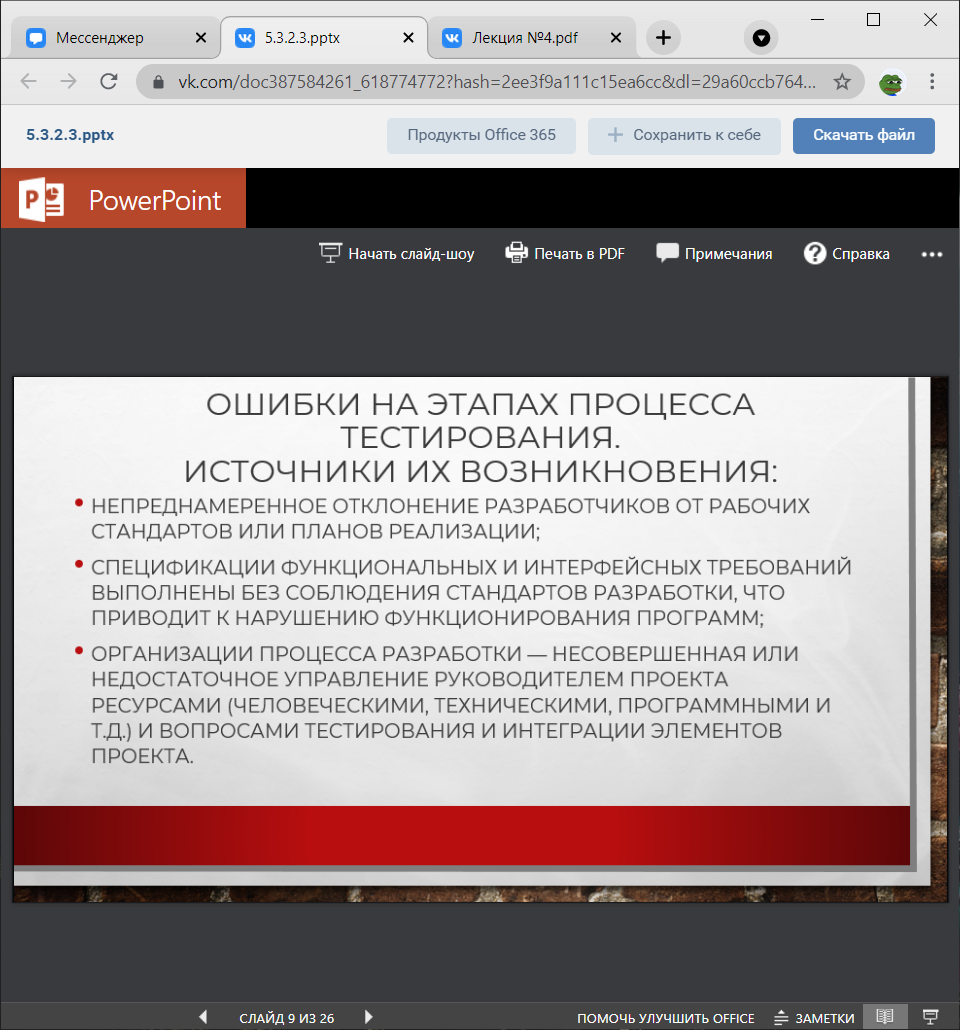 Мессенджер
5.3.2.3.pptx
Лекция №4.pdf
vk.com/doc387584261_618774772?hash=2ee3f9a111c15ea6cc&dl=29a60ccb764...
5.3.2.3.pptx
Продукты Office 365
Сохранить к себе
Скачать файл
PowerPoint
Начать слайд-шоу
Печать в PDF
Примечания
Справка
ОШИБКИ НА ЭТАПАХ ПРОЦЕССА
ТЕСТИРОВАНИЯ.
ИСТОЧНИКИ ИХ ВОЗНИКНОВЕНИЯ:
• НЕПРЕДНАМЕРЕННОЕ ОТКЛОНЕНИЕ РАЗРАБОТЧИКОВ ОТ РАБОЧИХ
СТАНДАРТОВ ИЛИ ПЛАНОВ РЕАЛИЗАЦИИ;
• СПЕЦИФИКАЦИИ ФУНКЦИОНАЛЬНЫХ И ИНТЕРФЕЙСНЫХ ТРЕБОВАНИЙ
ВЫПОЛНЕНЫ БЕЗ СОБЛЮДЕНИЯ СТАНДАРТОВ РАЗРАБОТКИ, ЧТО
ПРИВОДИТ К НАРУШЕНИЮ ФУНКЦИОНИРОВАНИЯ ПРОГРАММ;
• ОРГАНИЗАЦИИ ПРОЦЕССА РАЗРАБОТКИ — НЕСОВЕРШЕННАЯ ИЛИ
НЕДОСТАТОЧНОЕ УПРАВЛЕНИЕ РУКОВОДИТЕЛЕМ ПРОЕКТА
РЕСУРСАМИ (ЧЕЛОВЕЧЕСКИМИ, ТЕХНИЧЕСКИМИ, ПРОГРАММНЫМИ И
Т.Д.) И ВОПРОСАМИ ТЕСТИРОВАНИЯ И ИНТЕГРАЦИИ ЭЛЕМЕНТОВ
ПРОЕКТА.
СЛАЙД 9 ИЗ 26
ПОМОЧЬ УЛУЧШИТЬ OFFICE
ЗАМЕТКИ